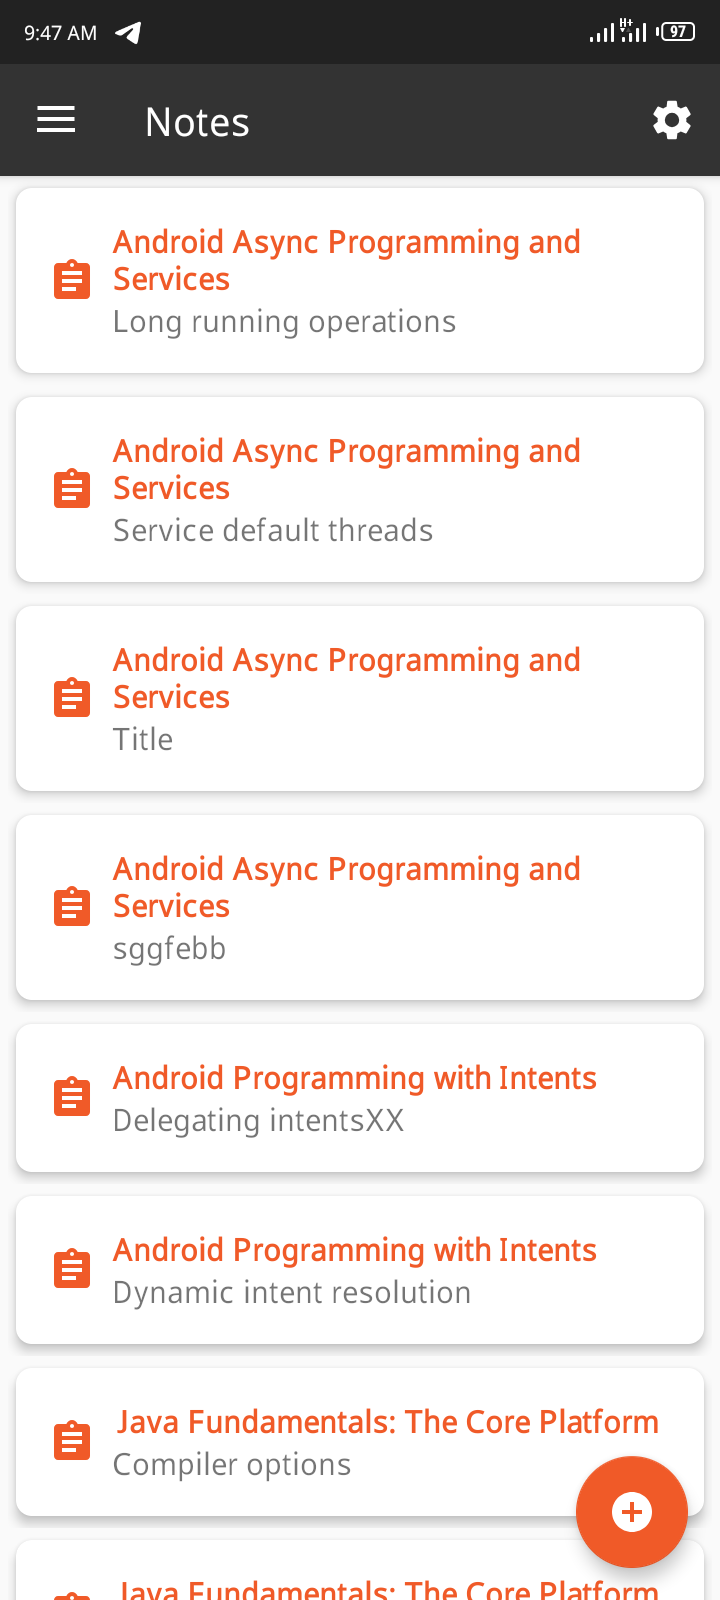 9:47 AM
H+
97
Notes
Android Async Programming and
Services
Long running operations
Android Async Programming and
Services
Service default threads
Android Async Programming and
Services
Title
Android Async Programming and
Services
sggfebb
Android Programming with Intents
Delegating intentsXX
Android Programming with Intents
Dynamic intent resolution
Java Fundamentals: The Core Platform
Compiler options
Java Fundamentals: The Core Platform